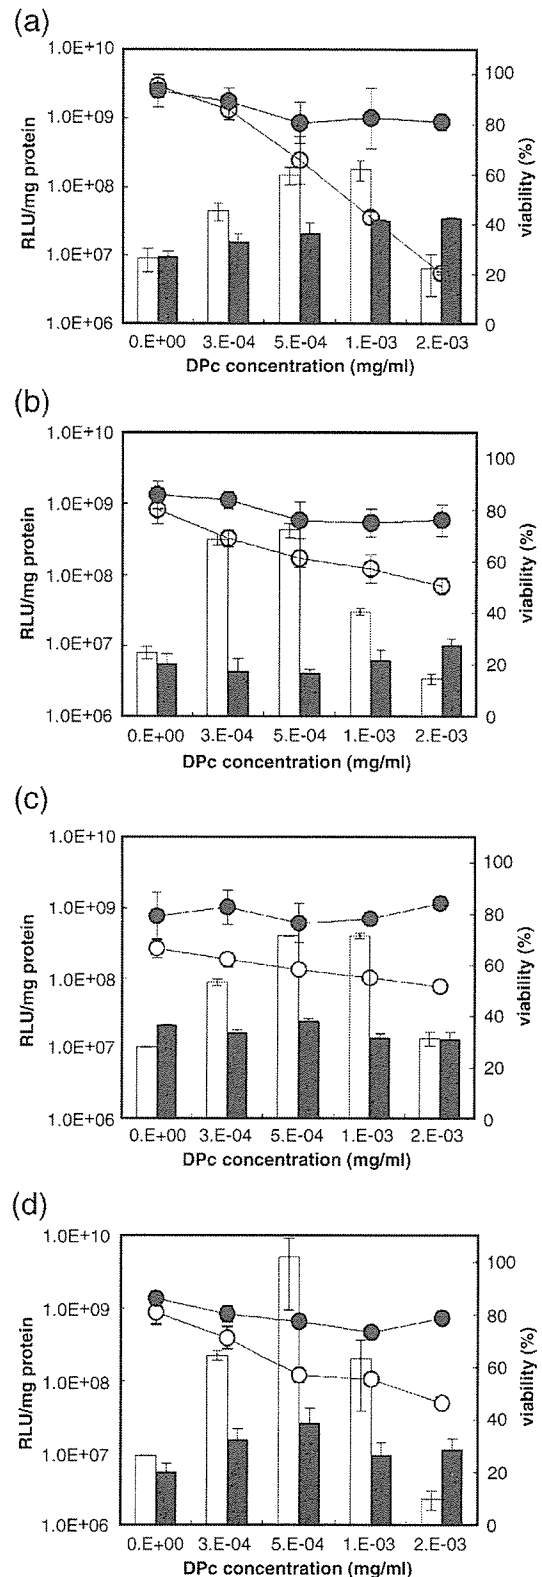 (a)
1.0E+10
1.0E+09
1.0E+08
1.0E+07
1.0E+06
RLU/mg protein
100
80
60
40
20
0
viability (%)
0.E+00 3.E-04 5.E-04 1.E-03 2.E-03
DPc concentration (mg/ml)
(b)
1.0E+10
1.0E+09
1.0E+08
1.0E+07
1.0E+06
RLU/mg protein
100
80
60
40
20
0
viability (%)
0.E+00 3.E-04 5.E-04 1.E-03 2.E-03
DPc concentration (mg/ml)
(c)
1.0E+10
1.0E+09
1.0E+08
1.0E+07
1.0E+06
RLU/mg protein
100
80
60
40
20
0
viability (%)
0.E+00 3.E-04 5.E-04 1.E-03 2.E-03
DPc concentration (mg/ml)
(d)
1.0E+10
1.0E+09
1.0E+08
1.0E+07
1.0E+06
RLU/mg protein
100
80
60
40
20
0
viability (%)
0.E+00 3.E-04 5.E-04 1.E-03 2.E-03
DPc concentration (mg/ml)